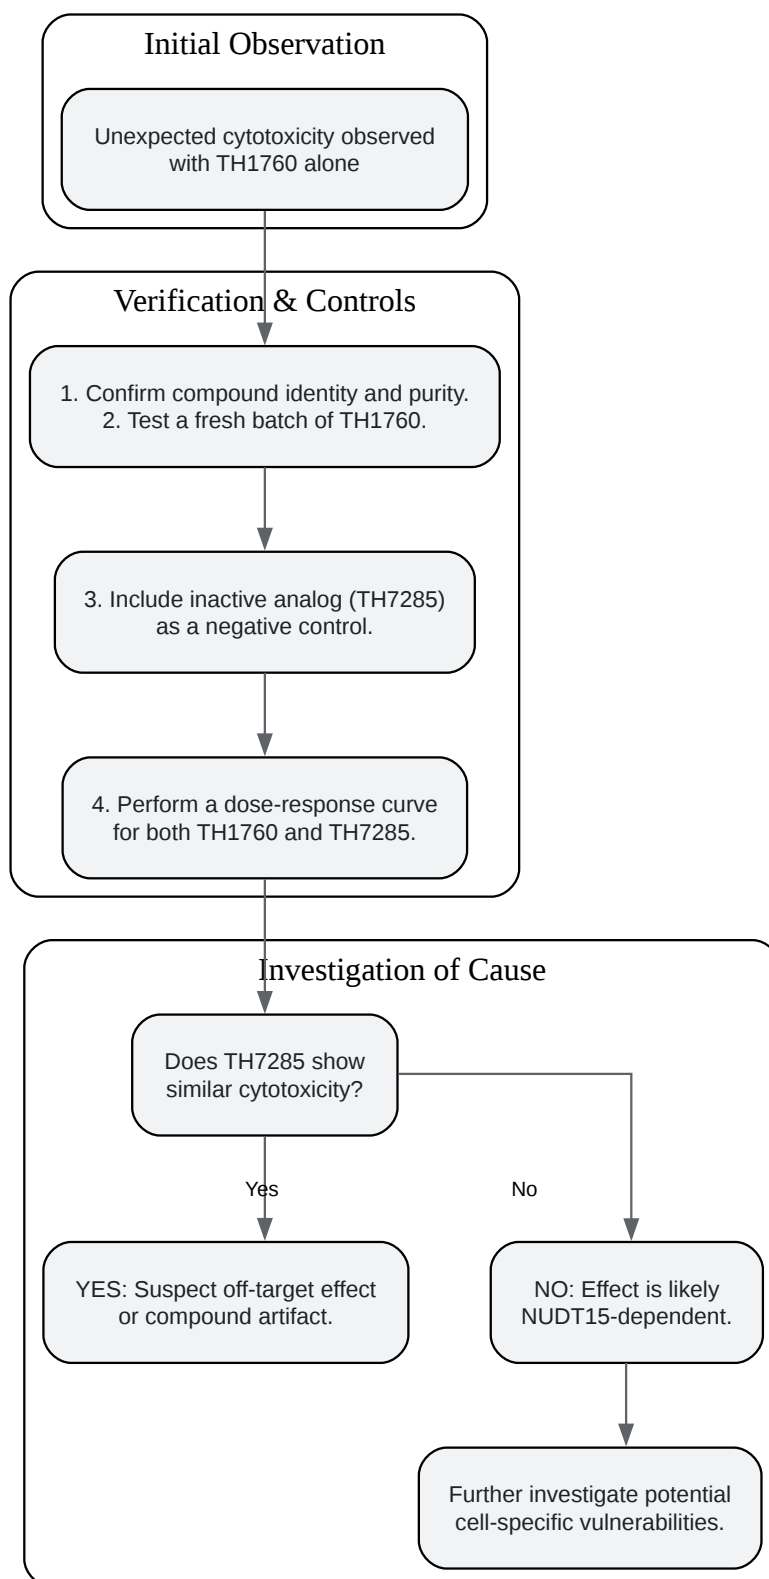 Initial Observation
Unexpected cytotoxicity observed
with TH1760 alone
Verification & Controls
1. Confirm compound identity and purity.
2. Test a fresh batch of TH1760.
3. Include inactive analog (TH7285)
as a negative control.
4. Perform a dose-response curve
for both TH1760 and TH7285.
Investigation of Cause
Does TH7285 show
similar cytotoxicity?
Yes
No
YES: Suspect off-target effect
or compound artifact.
NO: Effect is likely
NUDT15-dependent.
Further investigate potential
cell-specific vulnerabilities.